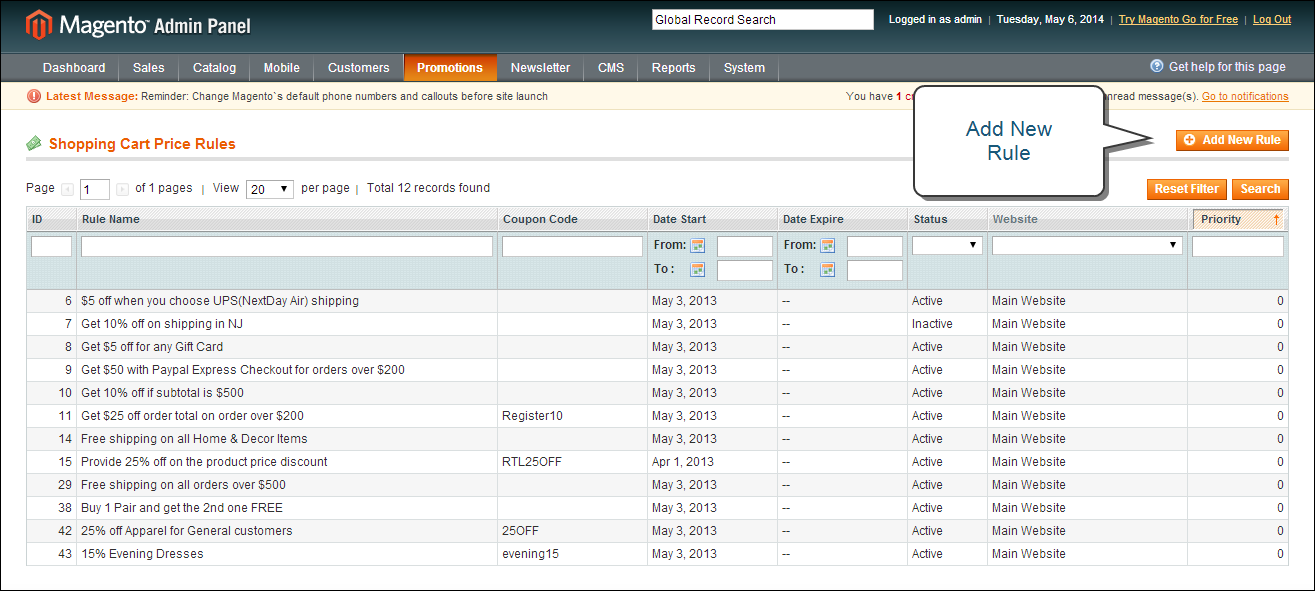 Magento Admin Panel
Global Record Search
Logged in as admin | Tuesday, May 6, 2014 | Try Magento Go for Free | Log Out
Dashboard Sales Catalog Mobile Customers Promotions Newsletter CMS Reports System
Get help for this page
Latest Message: Reminder: Change Magento`s default phone numbers and callouts before site launch
You have 1 message(s). Go to notifications
Add New
Rule
Shopping Cart Price Rules
Add New Rule
Page 1 of 1 pages | View 20 per page | Total 12 records found
Reset Filter Search
ID Rule Name Coupon Code Date Start Date Expire Status Website Priority
From: From:
To : To :
6 $5 off when you choose UPS(NextDay Air) shipping May 3, 2013 -- Active Main Website 0
7 Get 10% off on shipping in NJ May 3, 2013 -- Inactive Main Website 0
8 Get $5 off for any Gift Card May 3, 2013 -- Active Main Website 0
9 Get $50 with Paypal Express Checkout for orders over $200 May 3, 2013 -- Active Main Website 0
10 Get 10% off if subtotal is $500 May 3, 2013 -- Active Main Website 0
11 Get $25 off order total on order over $200 Register10 May 3, 2013 -- Active Main Website 0
14 Free shipping on all Home & Decor Items May 3, 2013 -- Active Main Website 0
15 Provide 25% off on the product price discount RTL25OFF Apr 1, 2013 -- Active Main Website 0
29 Free shipping on all orders over $500 May 3, 2013 -- Active Main Website 0
38 Buy 1 Pair and get the 2nd one FREE May 3, 2013 -- Active Main Website 0
42 25% off Apparel for General customers 25OFF May 3, 2013 -- Active Main Website 0
43 15% Evening Dresses evening15 May 3, 2013 -- Active Main Website 0